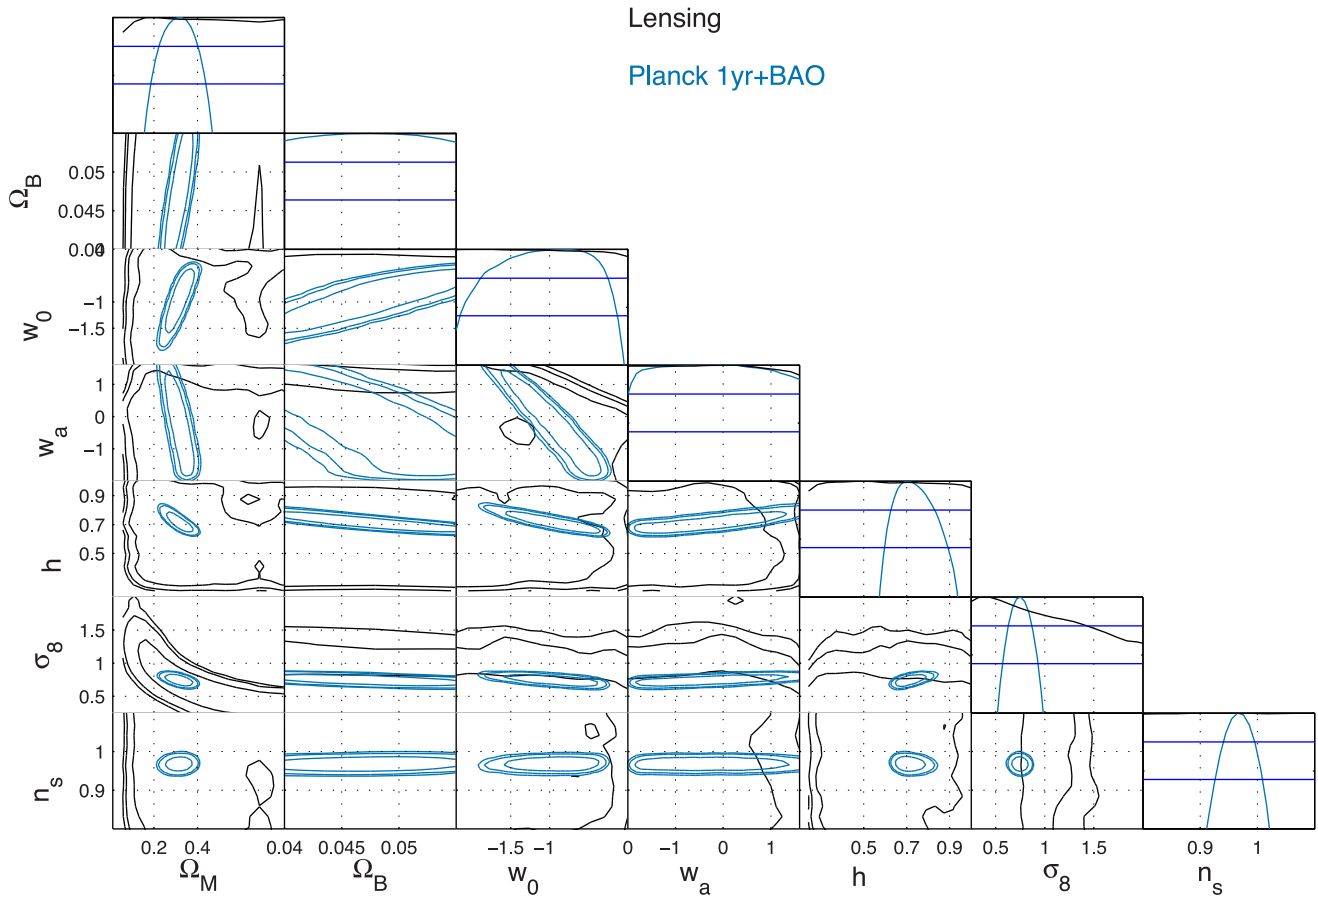 Lensing
Planck 1yr+BAO
Ω_B
0.05
0.045
0.04
0
w_0
−1
−1.5
w_a
1
0
−1
h
0.9
0.7
0.5
σ_8
1.5
1
0.5
n_s
1
0.9
0.2 0.4 0.04 0.045 0.05 −1.5 −1 0 −1 0 1 0.5 0.7 0.9 0.5 1 1.5 0.9 1
Ω_M Ω_B w_0 w_a h σ_8 n_s